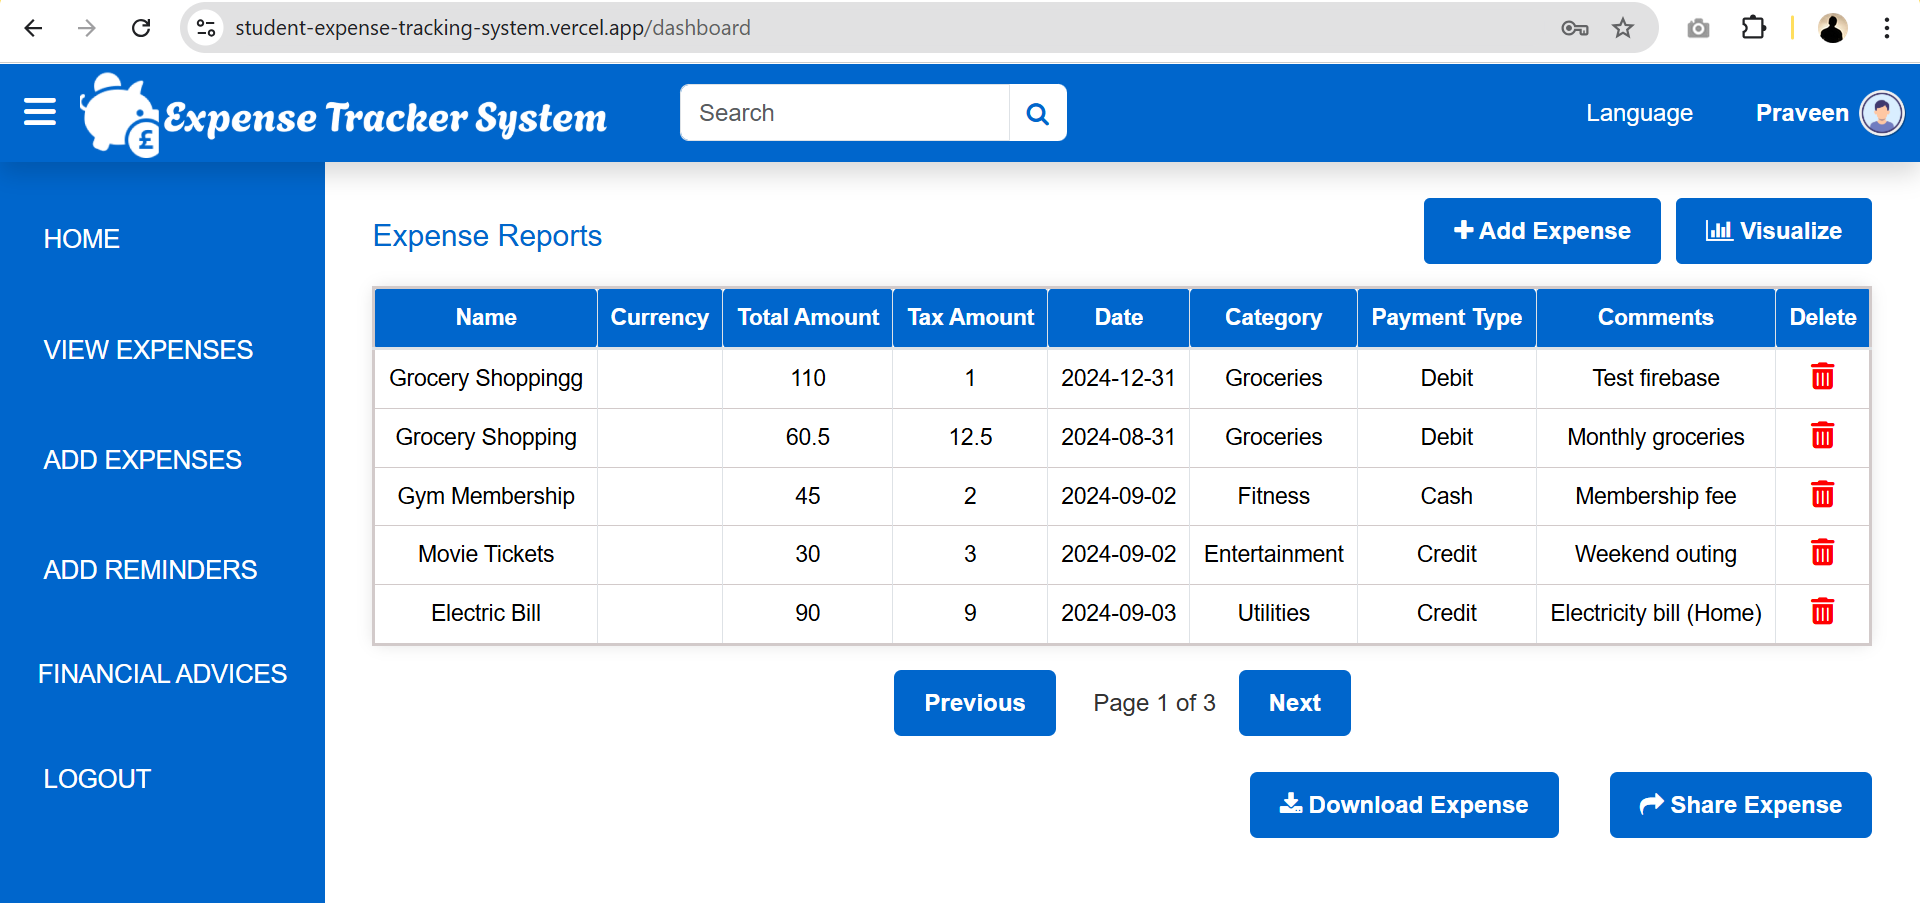 student-expense-tracking-system.vercel.app/dashboard
£
Expense Tracker System
Search
Language
Praveen
HOME
VIEW EXPENSES
ADD EXPENSES
ADD REMINDERS
FINANCIAL ADVICES
LOGOUT
Expense Reports
Add Expense
Visualize
Name Currency Total Amount Tax Amount Date Category Payment Type Comments Delete
Grocery Shoppingg 110 1 2024-12-31 Groceries Debit Test firebase
Grocery Shopping 60.5 12.5 2024-08-31 Groceries Debit Monthly groceries
Gym Membership 45 2 2024-09-02 Fitness Cash Membership fee
Movie Tickets 30 3 2024-09-02 Entertainment Credit Weekend outing
Electric Bill 90 9 2024-09-03 Utilities Credit Electricity bill (Home)
Previous Page 1 of 3 Next
Download Expense
Share Expense